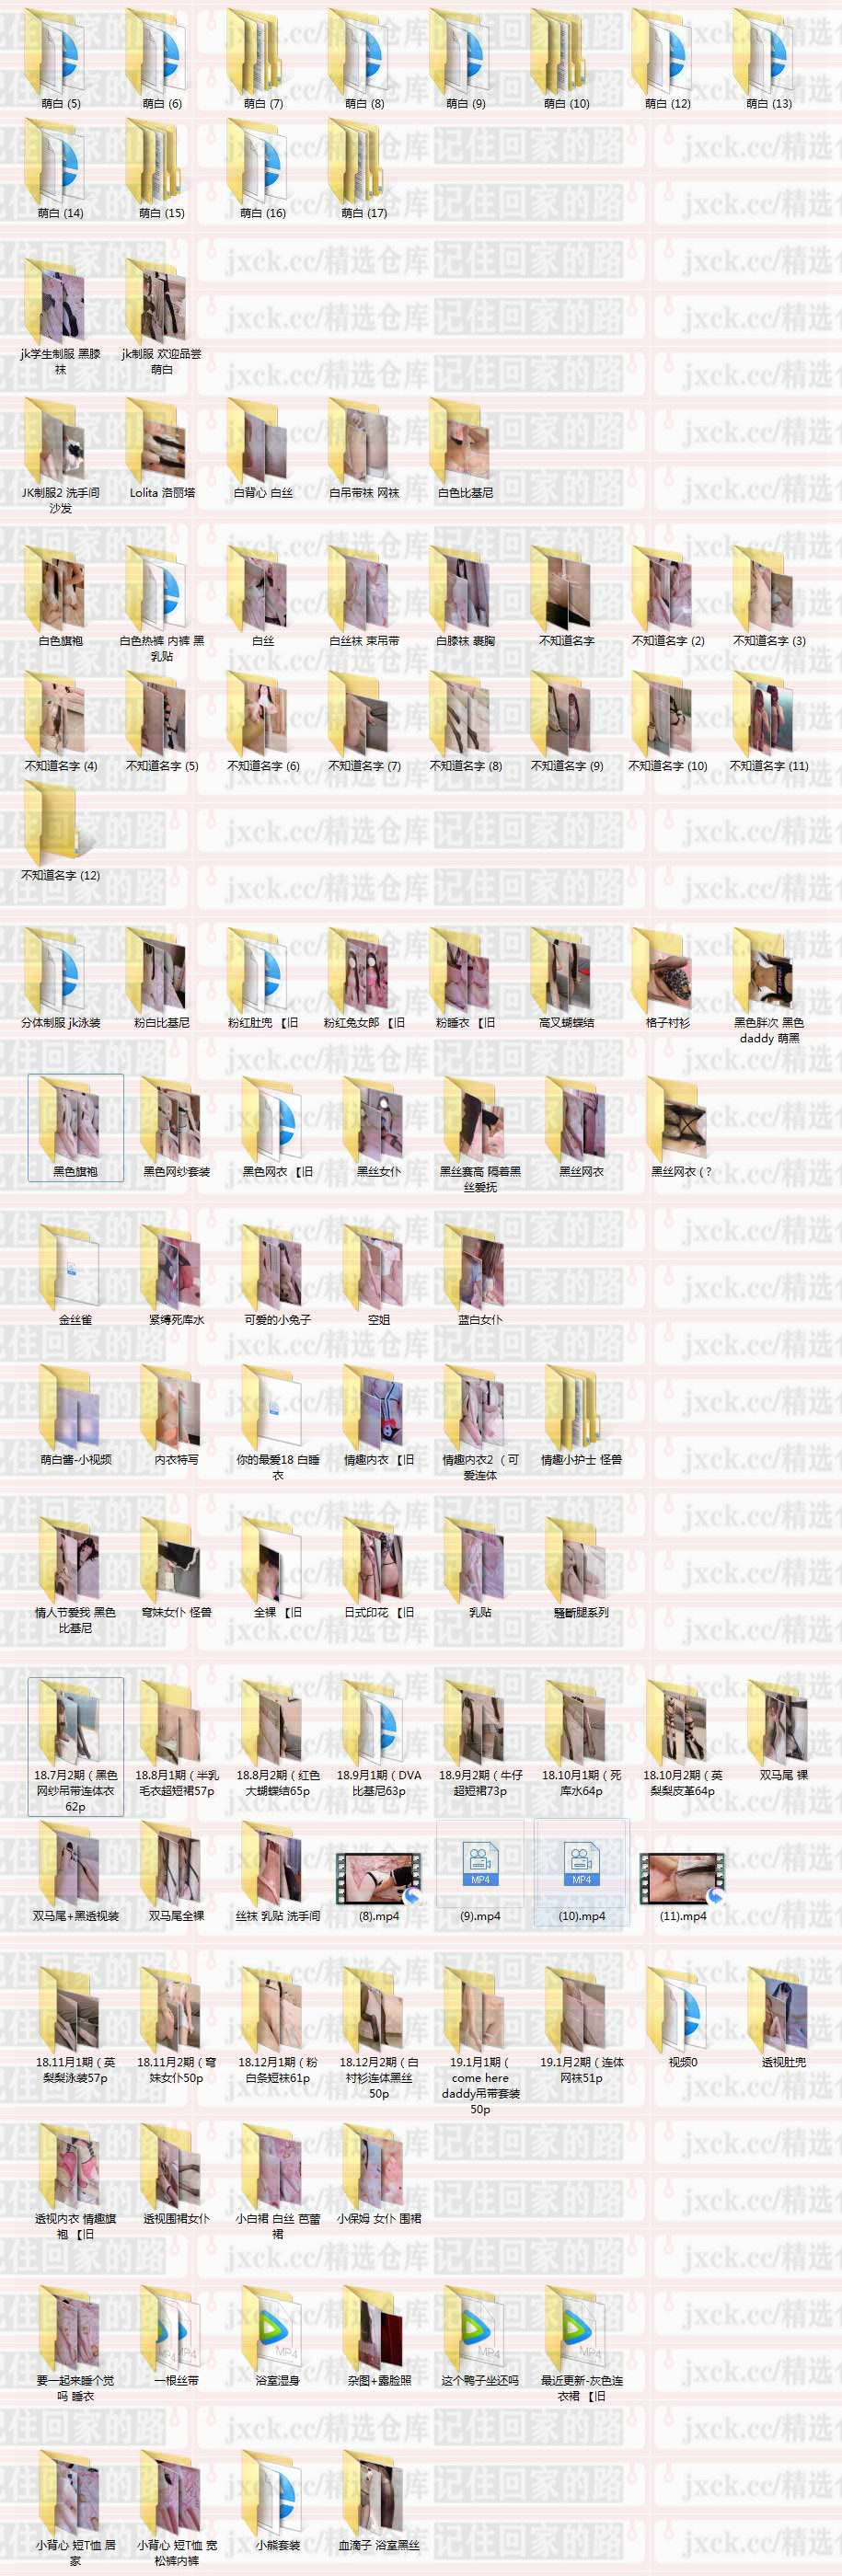 萌白 (5) 萌白 (6) 萌白 (7) 萌白 (8) 萌白 (9) 萌白 (10) 萌白 (12) 萌白 (13)
萌白 (14) 萌白 (15) 萌白 (16) 萌白 (17)
jk学生制服 黑膝袜 jk制服 欢迎品尝萌白
JK制服2 洗手间沙发 Lolita 洛丽塔 白背心 白丝 白吊带袜 网袜 白色比基尼
白色旗袍 白色热裤 内裤 黑乳贴 白丝 白丝袜 束吊带 白膝袜 裹胸 不知道名字 不知道名字 (2) 不知道名字 (3)
不知道名字 (4) 不知道名字 (5) 不知道名字 (6) 不知道名字 (7) 不知道名字 (8) 不知道名字 (9) 不知道名字 (10) 不知道名字 (11)
不知道名字 (12)
分体制服 jk泳装 粉白比基尼 粉红肚兜 【旧 粉红兔女郎 【旧 粉睡衣 【旧 高叉蝴蝶结 格子衬衫 黑色胖次 黑色daddy 萌黑
黑色旗袍 黑色网纱套装 黑色网衣 【旧 黑丝女仆 黑丝赛高 隔着黑丝爱抚 黑丝网衣 黑丝网衣 (？
金丝雀 紧缚死库水 可爱的小兔子 空姐 蓝白女仆
萌白酱-小视频 内衣特写 你的最爱18 白睡衣 情趣内衣 【旧 情趣内衣2 （可爱连体 情趣小护士 怪兽
情人节爱我 黑色比基尼 穹妹女仆 怪兽 全裸 【旧 日式印花 【旧 乳贴 骚断腿系列
18.7月2期（黑色网纱吊带连体衣62p 18.8月1期（半乳毛衣超短裙57p 18.8月2期（红色大蝴蝶结65p 18.9月1期（DVA比基尼63p 18.9月2期（牛仔超短裙73p 18.10月1期（死库水64p 18.10月2期（英梨梨皮革64p 双马尾 裸
双马尾+黑透视装 双马尾全裸 丝袜 乳贴 洗手间 (8).mp4 (9).mp4 (10).mp4 (11).mp4
18.11月1期（英梨梨泳装57p 18.11月2期（穹妹女仆50p 18.12月1期（粉白条短袜61p 18.12月2期（白衬衫连体黑丝50p 19.1月1期（come here daddy吊带套装50p 19.1月2期（连体网袜51p 视频0 透视肚兜
透视内衣 情趣旗袍 【旧 透视围裙女仆 小白裙 白丝 芭蕾裙 小保姆 女仆 围裙
要一起来睡个觉吗 睡衣 一根丝带 浴室湿身 杂图+露脸照 这个鸭子坐还吗 最近更新-灰色连衣裙 【旧
小背心 短T恤 居家 小背心 短T恤 宽松裤内裤 小熊套装 血滴子 浴室黑丝
MP4 MP4
jxck.cc/精选仓库 记住回家的路